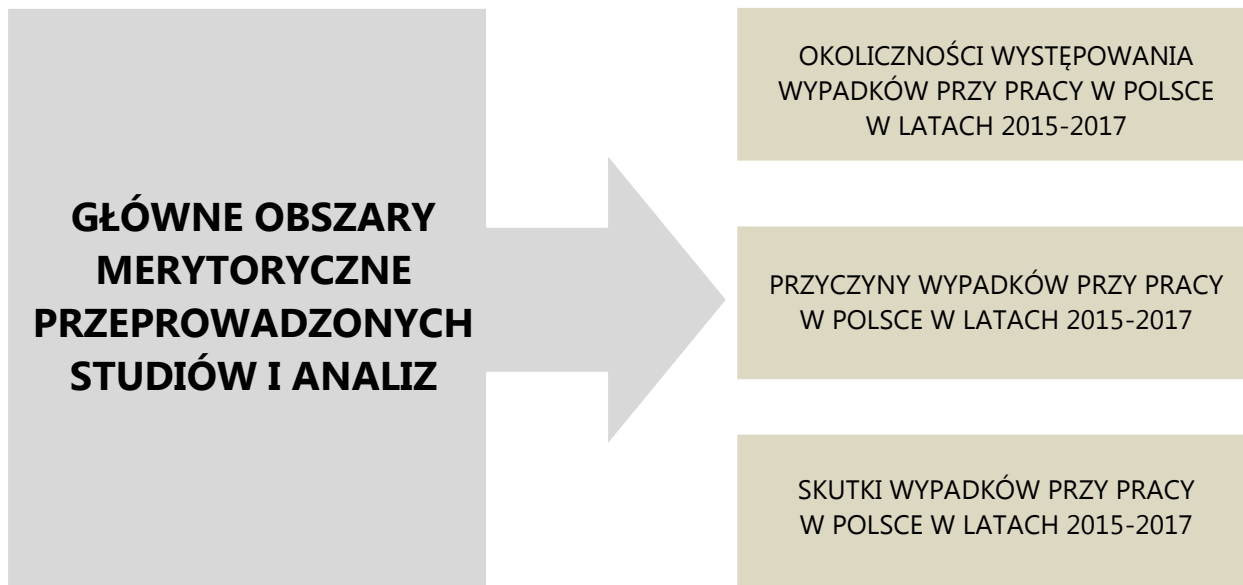 GŁÓWNE OBSZARY
MERYTORYCZNE
PRZEPROWADZONYCH
STUDIÓW I ANALIZ
OKOLICZNOŚCI WYSTĘPOWANIA
WYPADKÓW PRZY PRACY W POLSCE
W LATACH 2015-2017
PRZYCZYNY WYPADKÓW PRZY PRACY
W POLSCE W LATACH 2015-2017
SKUTKI WYPADKÓW PRZY PRACY
W POLSCE W LATACH 2015-2017